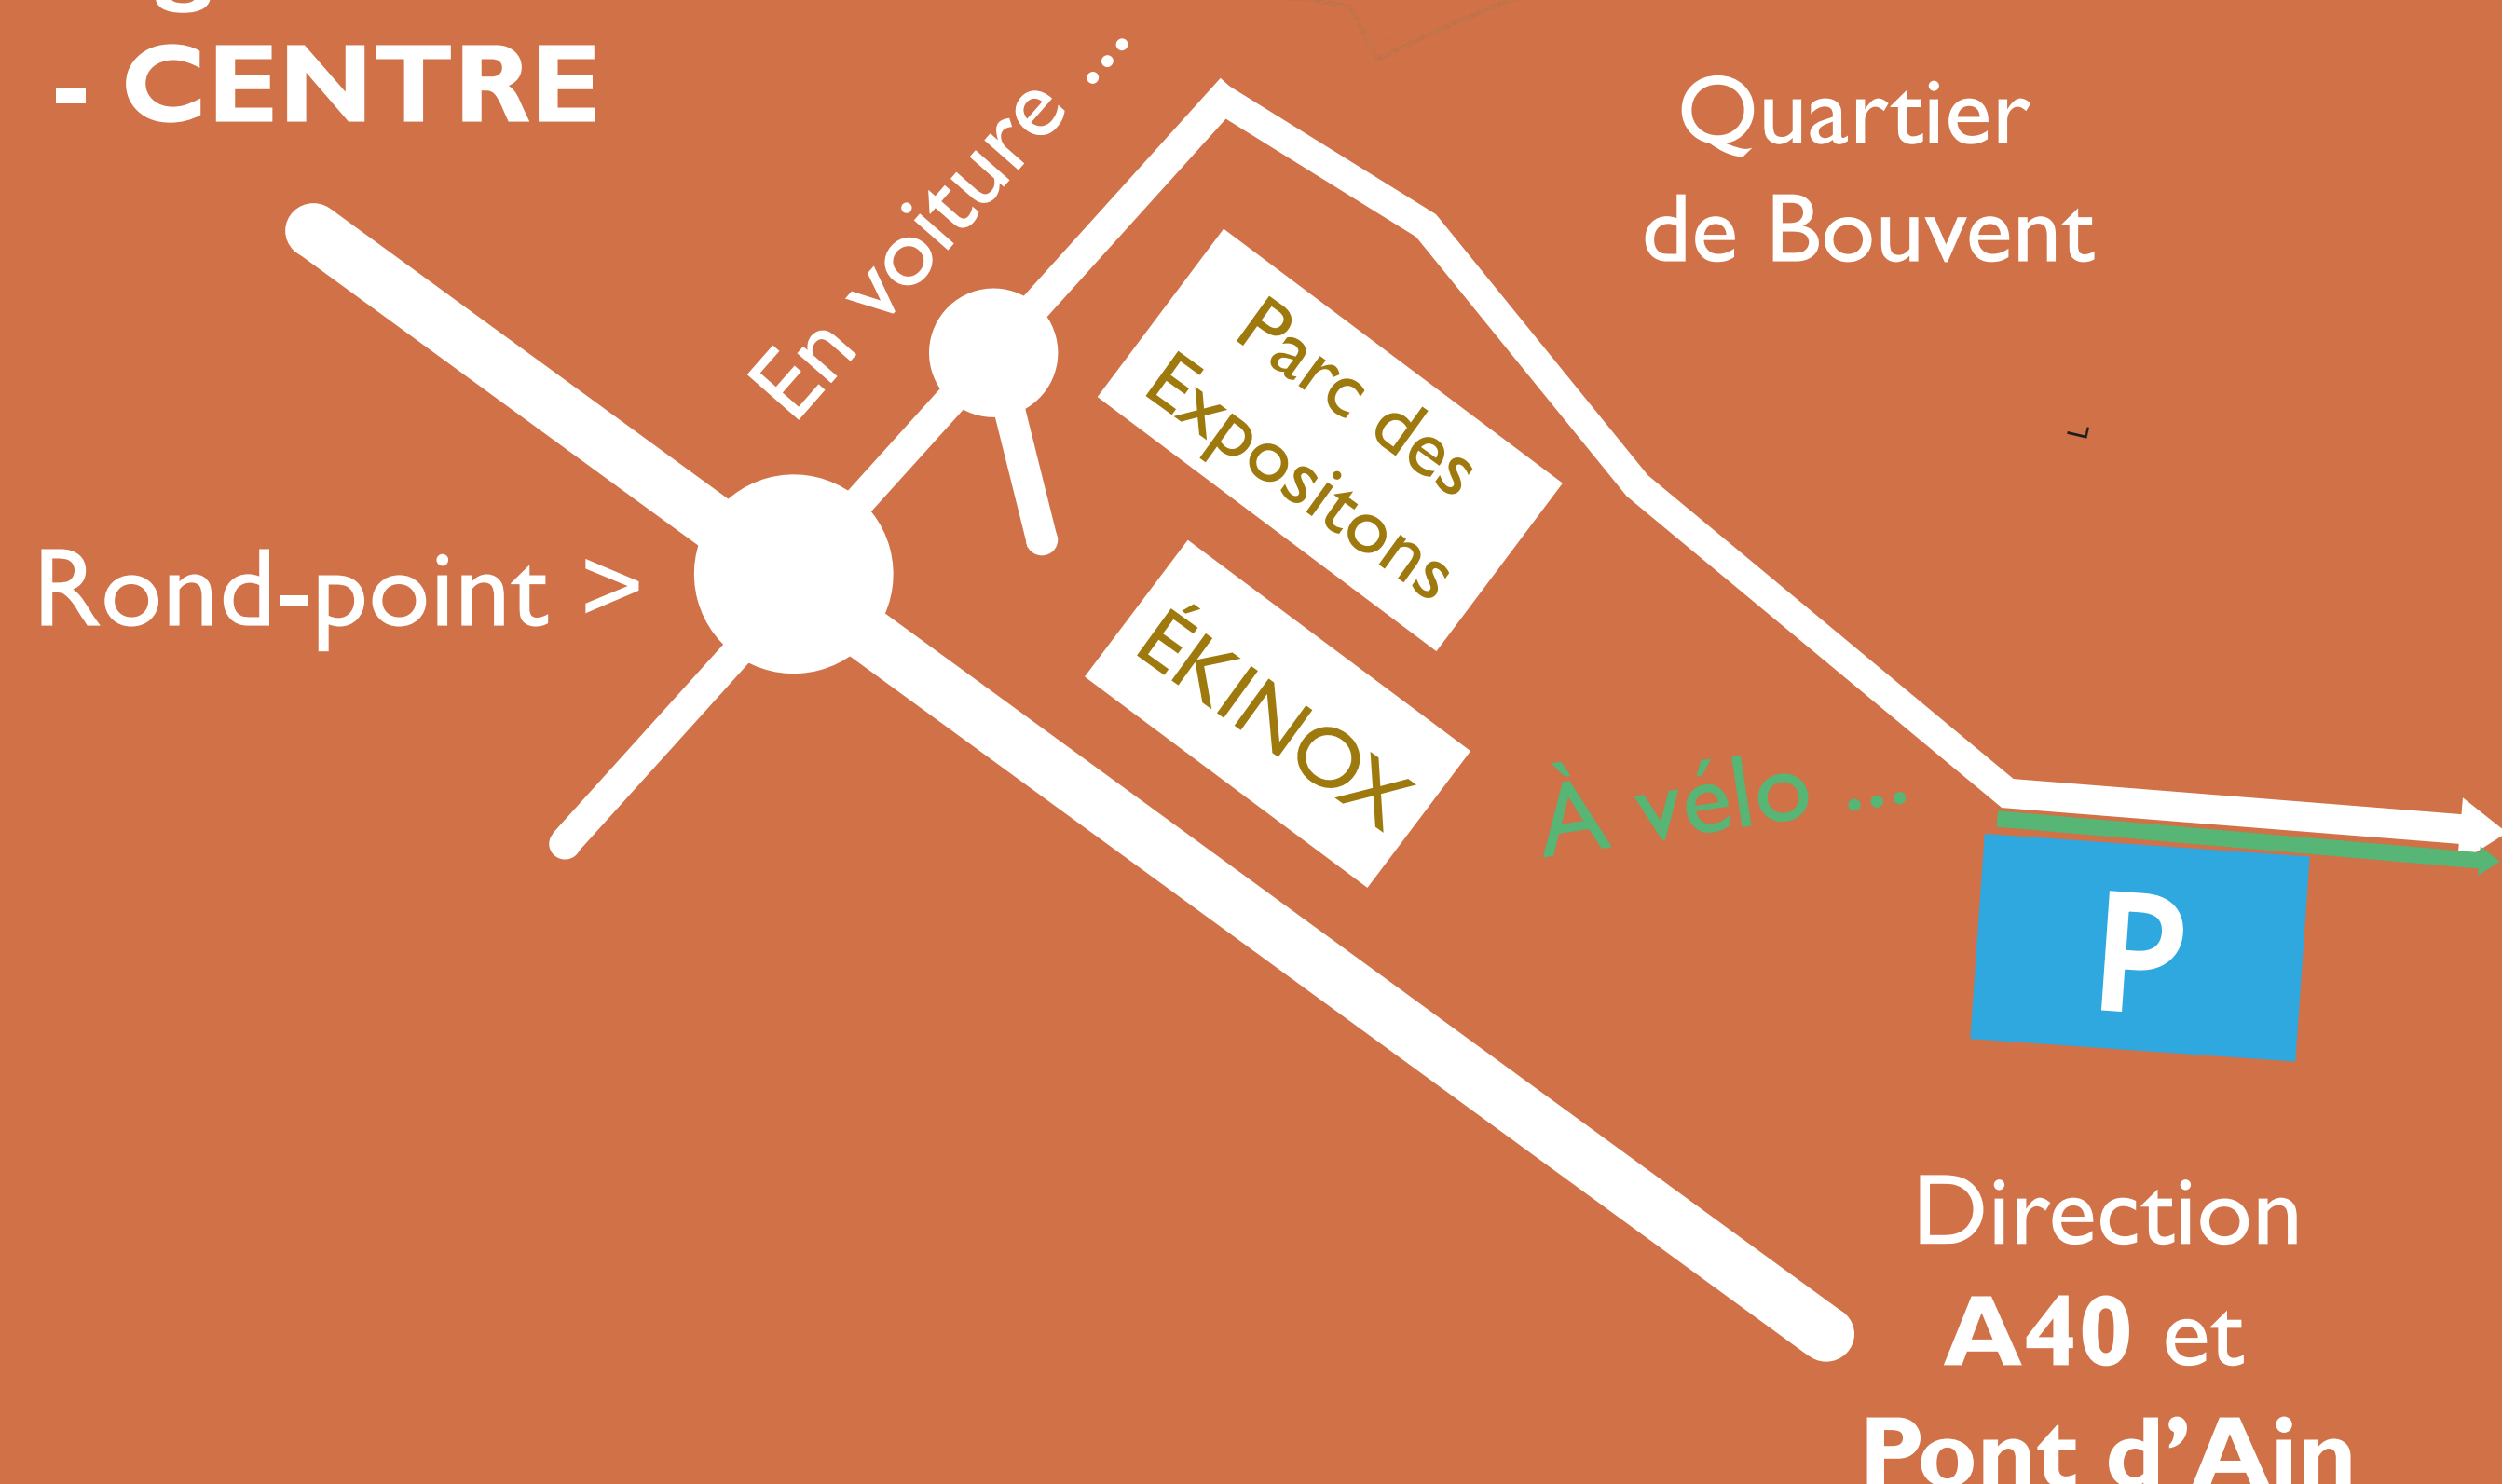 - CENTRE
En voiture ...
Quartier
de Bouvent
Parc des
Expositons
Rond-point >
ÉKINOX
À vélo ...
P
Direction
A40 et
Pont d’Ain